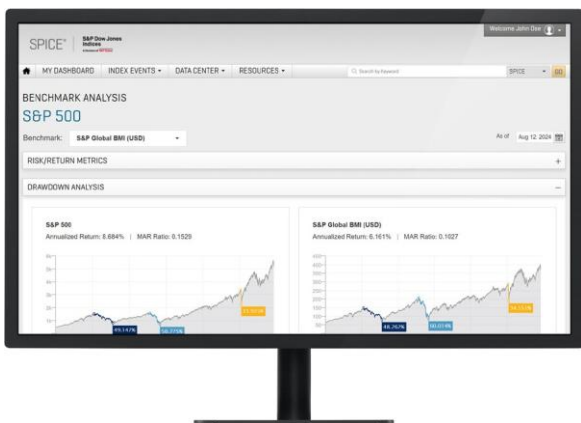 Welcome John Doe
SPICE®
S&P Dow Jones
Indices
MY DASHBOARD INDEX EVENTS DATA CENTER RESOURCES Search by Keyword SPICE GO
BENCHMARK ANALYSIS
S&P 500
Benchmark: S&P Global BMI (USD) As of Aug 12, 2024
RISK/RETURN METRICS +
DRAWDOWN ANALYSIS –
S&P 500 S&P Global BMI (USD)
Annualized Return: 8.684% | MAR Ratio: 0.1529 Annualized Return: 6.161% | MAR Ratio: 0.1027